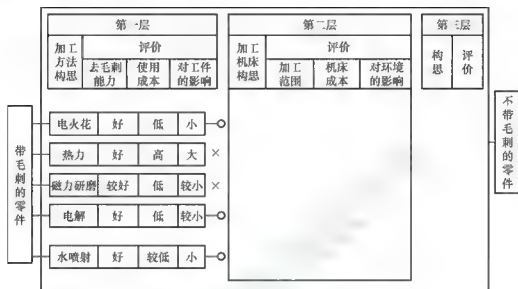 第一层
第二层
第三层
加工方法构思
评价
去毛刺能力
使用成本
对工件的影响
加工机床构思
评价
加工范围
机床成本
对环境的影响
构思
评价
带毛刺的零件
电火花 好 低 小
热力 好 高 大 ×
磁力研磨 较好 低 较小 ×
电解 好 低 较小
水喷射 好 较低 小
不带毛刺的零件